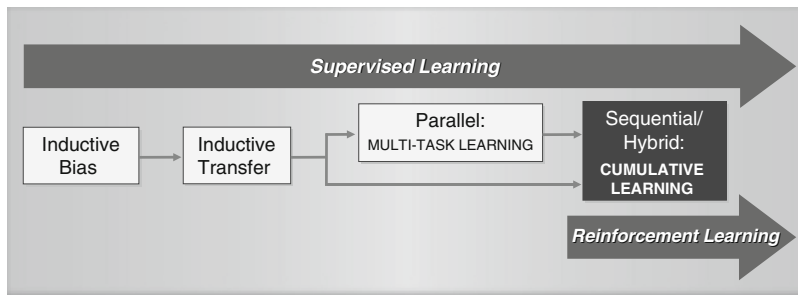 Supervised Learning
Inductive
Bias
Inductive
Transfer
Parallel:
MULTI-TASK LEARNING
Sequential/
Hybrid:
CUMULATIVE
LEARNING
Reinforcement Learning